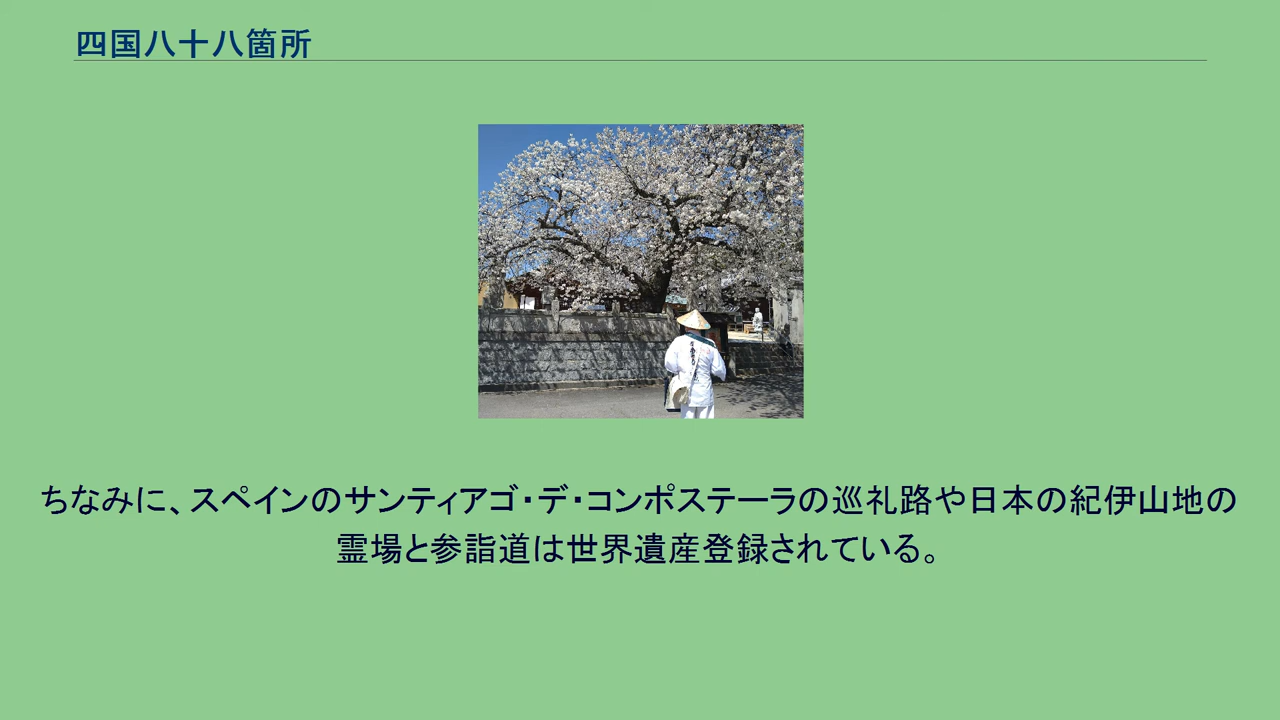 四国八十八箇所
ちなみに、スペインのサンティアゴ・デ・コンポステーラの巡礼路や日本の紀伊山地の
霊場と参詣道は世界遺産登録されている。